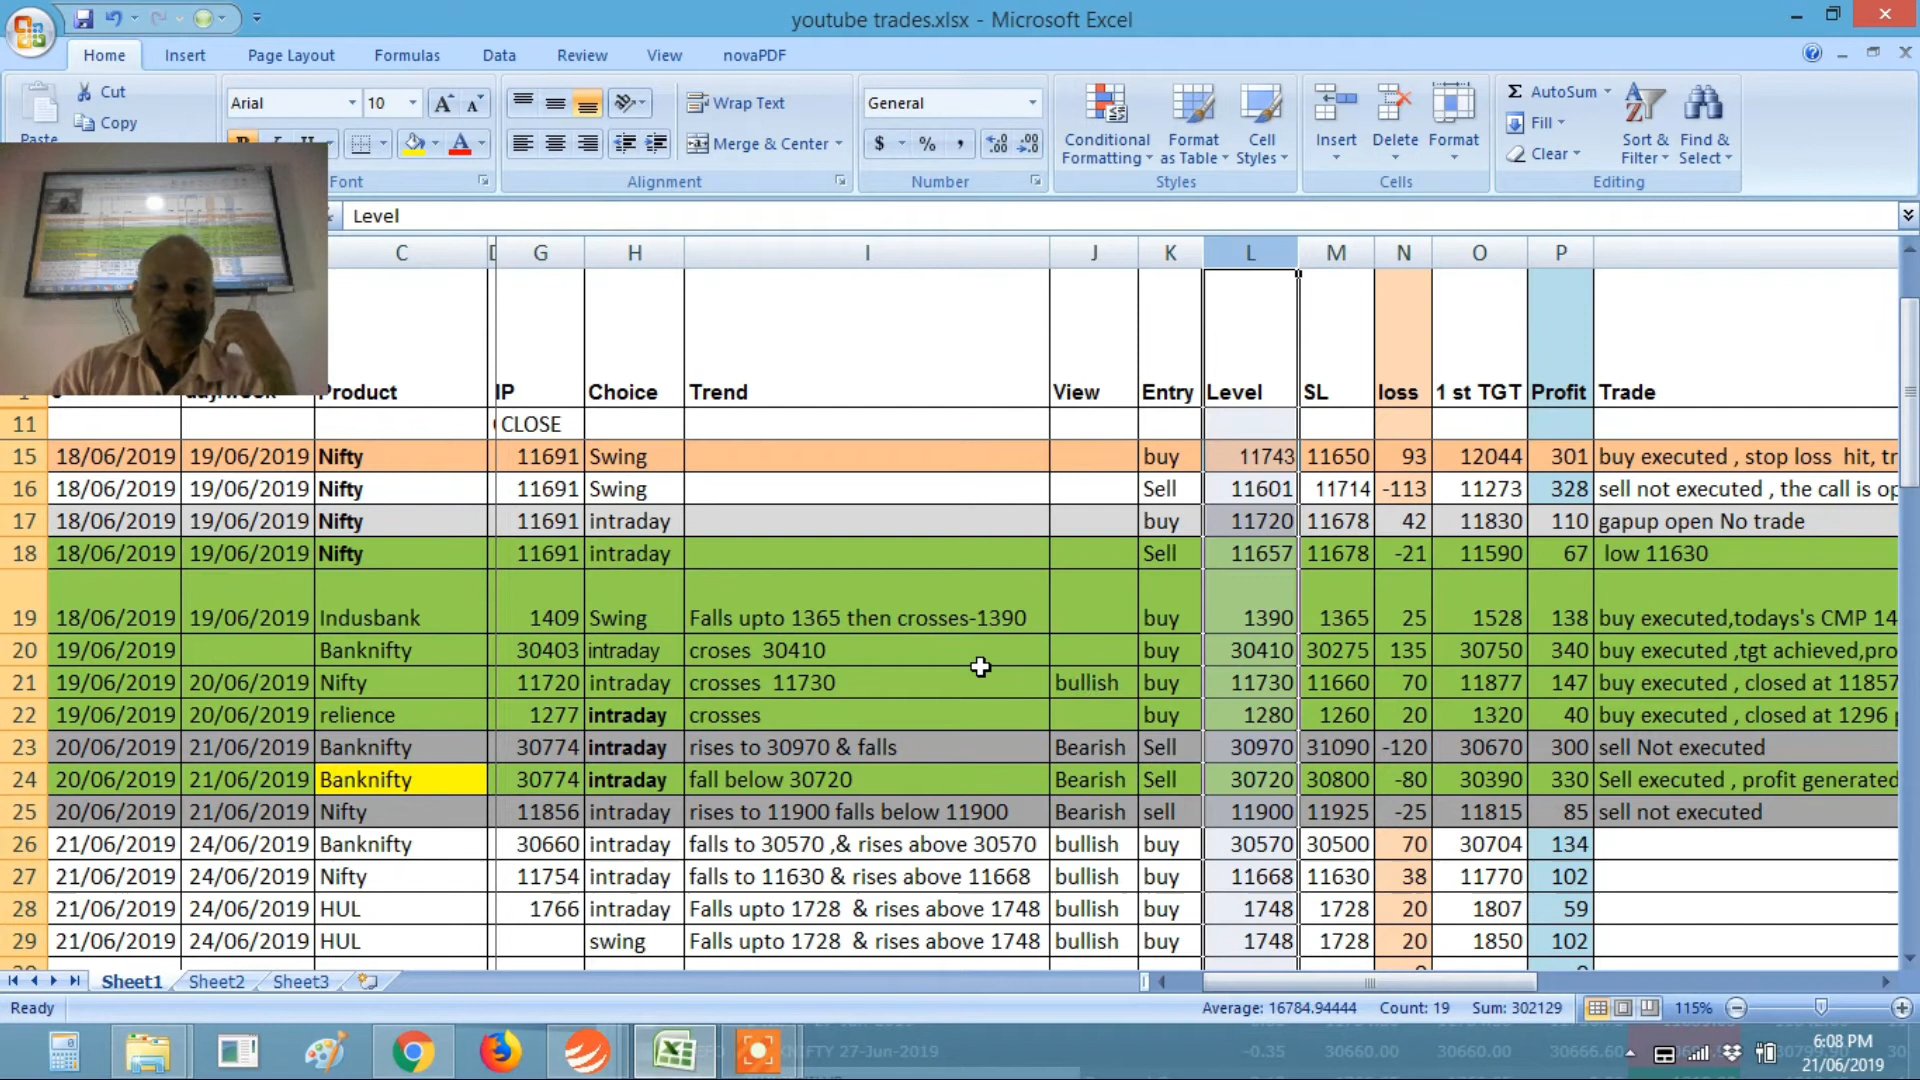 youtube trades.xlsx - Microsoft Excel
Home Insert Page Layout Formulas Data Review View novaPDF
Cut
Copy
Paste
Arial 10
Wrap Text
Merge & Center
General
$ % ,
Conditional Formatting
Format as Table
Cell Styles
Insert Delete Format
Σ AutoSum
Fill
Clear
Sort & Filter
Find & Select
Font Alignment Number Styles Cells Editing
Level
C G H I J K L M N O P
Product IP Choice Trend View Entry Level SL loss 1 st TGT Profit Trade
11 CLOSE
15 18/06/2019 19/06/2019 Nifty 11691 Swing buy 11743 11650 93 12044 301 buy executed , stop loss hit, tr
16 18/06/2019 19/06/2019 Nifty 11691 Swing Sell 11601 11714 -113 11273 328 sell not executed , the call is op
17 18/06/2019 19/06/2019 Nifty 11691 intraday buy 11720 11678 42 11830 110 gapup open No trade
18 18/06/2019 19/06/2019 Nifty 11691 intraday Sell 11657 11678 -21 11590 67 low 11630
19 18/06/2019 19/06/2019 Indusbank 1409 Swing Falls upto 1365 then crosses-1390 buy 1390 1365 25 1528 138 buy executed,todays's CMP 14
20 19/06/2019 Banknifty 30403 intraday croses 30410 buy 30410 30275 135 30750 340 buy executed ,tgt achieved,pro
21 19/06/2019 20/06/2019 Nifty 11720 intraday crosses 11730 bullish buy 11730 11660 70 11877 147 buy executed , closed at 11857
22 19/06/2019 20/06/2019 relience 1277 intraday crosses buy 1280 1260 20 1320 40 buy executed , closed at 1296 p
23 20/06/2019 21/06/2019 Banknifty 30774 intraday rises to 30970 & falls Bearish Sell 30970 31090 -120 30670 300 sell Not executed
24 20/06/2019 21/06/2019 Banknifty 30774 intraday fall below 30720 Bearish Sell 30720 30800 -80 30390 330 Sell executed , profit generated
25 20/06/2019 21/06/2019 Nifty 11856 intraday rises to 11900 falls below 11900 Bearish sell 11900 11925 -25 11815 85 sell not executed
26 21/06/2019 24/06/2019 Banknifty 30660 intraday falls to 30570 ,& rises above 30570 bullish buy 30570 30500 70 30704 134
27 21/06/2019 24/06/2019 Nifty 11754 intraday falls to 11630 & rises above 11668 bullish buy 11668 11630 38 11770 102
28 21/06/2019 24/06/2019 HUL 1766 intraday Falls upto 1728 & rises above 1748 bullish buy 1748 1728 20 1807 59
29 21/06/2019 24/06/2019 HUL swing Falls upto 1728 & rises above 1748 bullish buy 1748 1728 20 1850 102
Sheet1 Sheet2 Sheet3
Ready Average: 16784.94444 Count: 19 Sum: 302129 115%
NIFTY 27-Jun-2019 -0.35 30660.00 30660.00
6:08 PM
21/06/2019